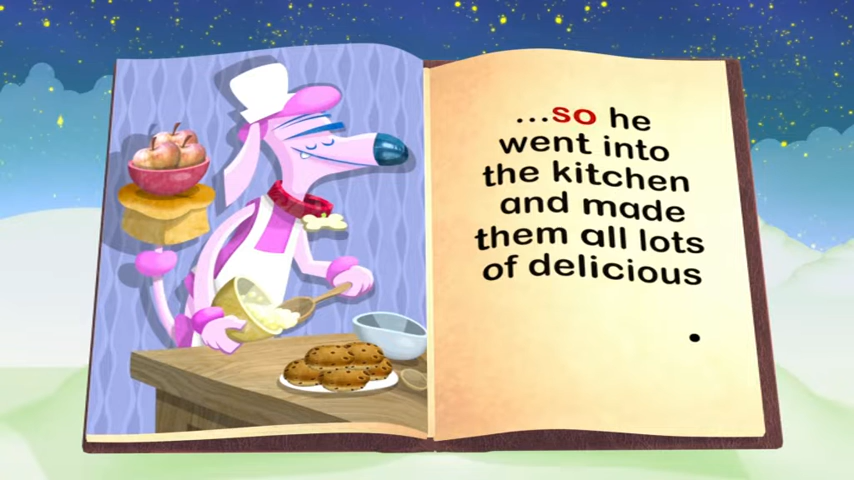 ...so he
went into
the kitchen
and made
them all lots
of delicious
.